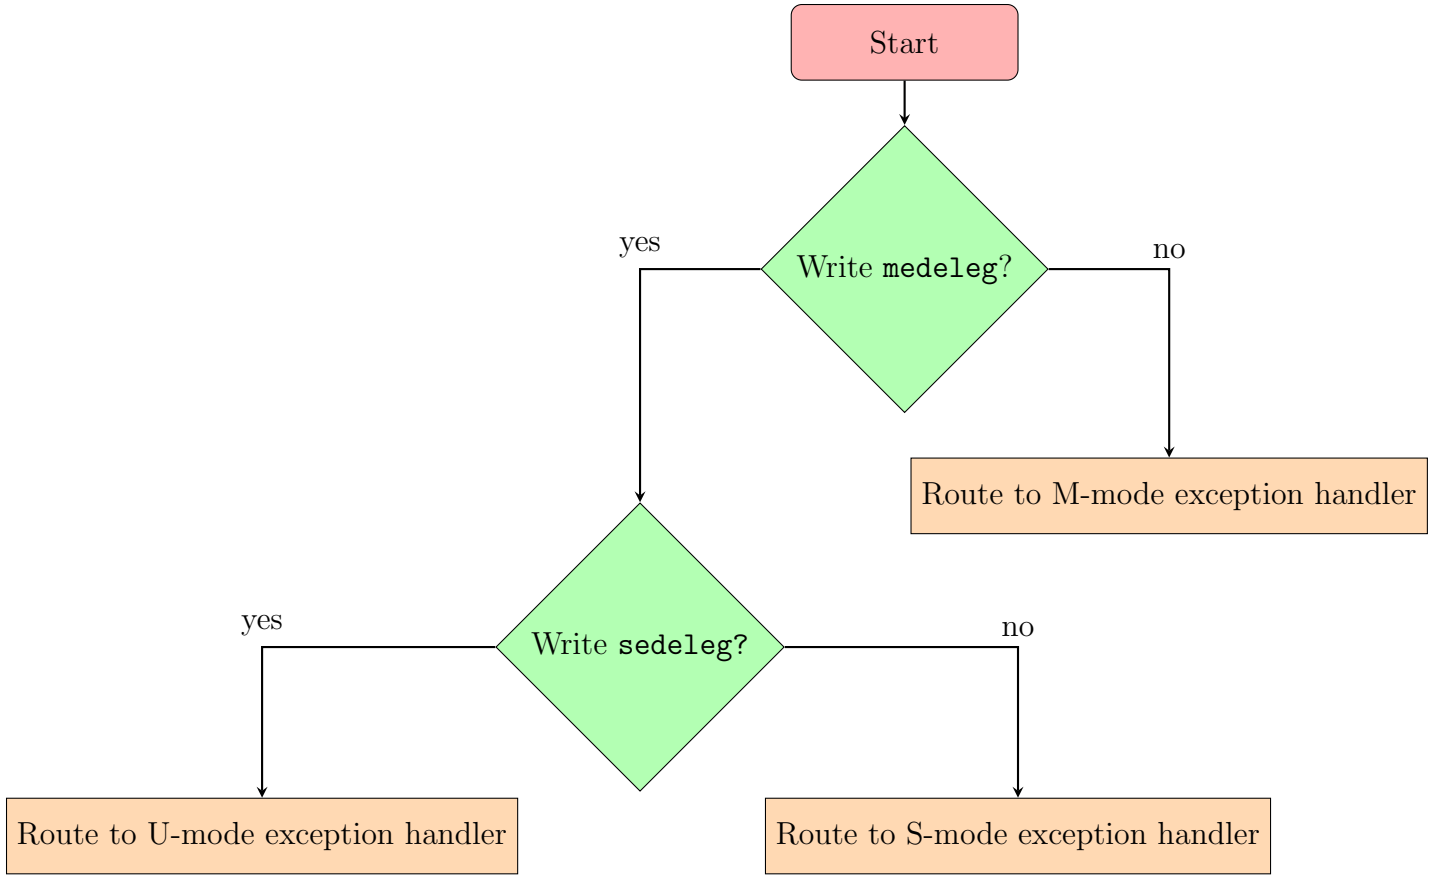 Start
yes
no
Write medeleg?
Route to M-mode exception handler
yes
no
Write sedeleg?
Route to U-mode exception handler
Route to S-mode exception handler